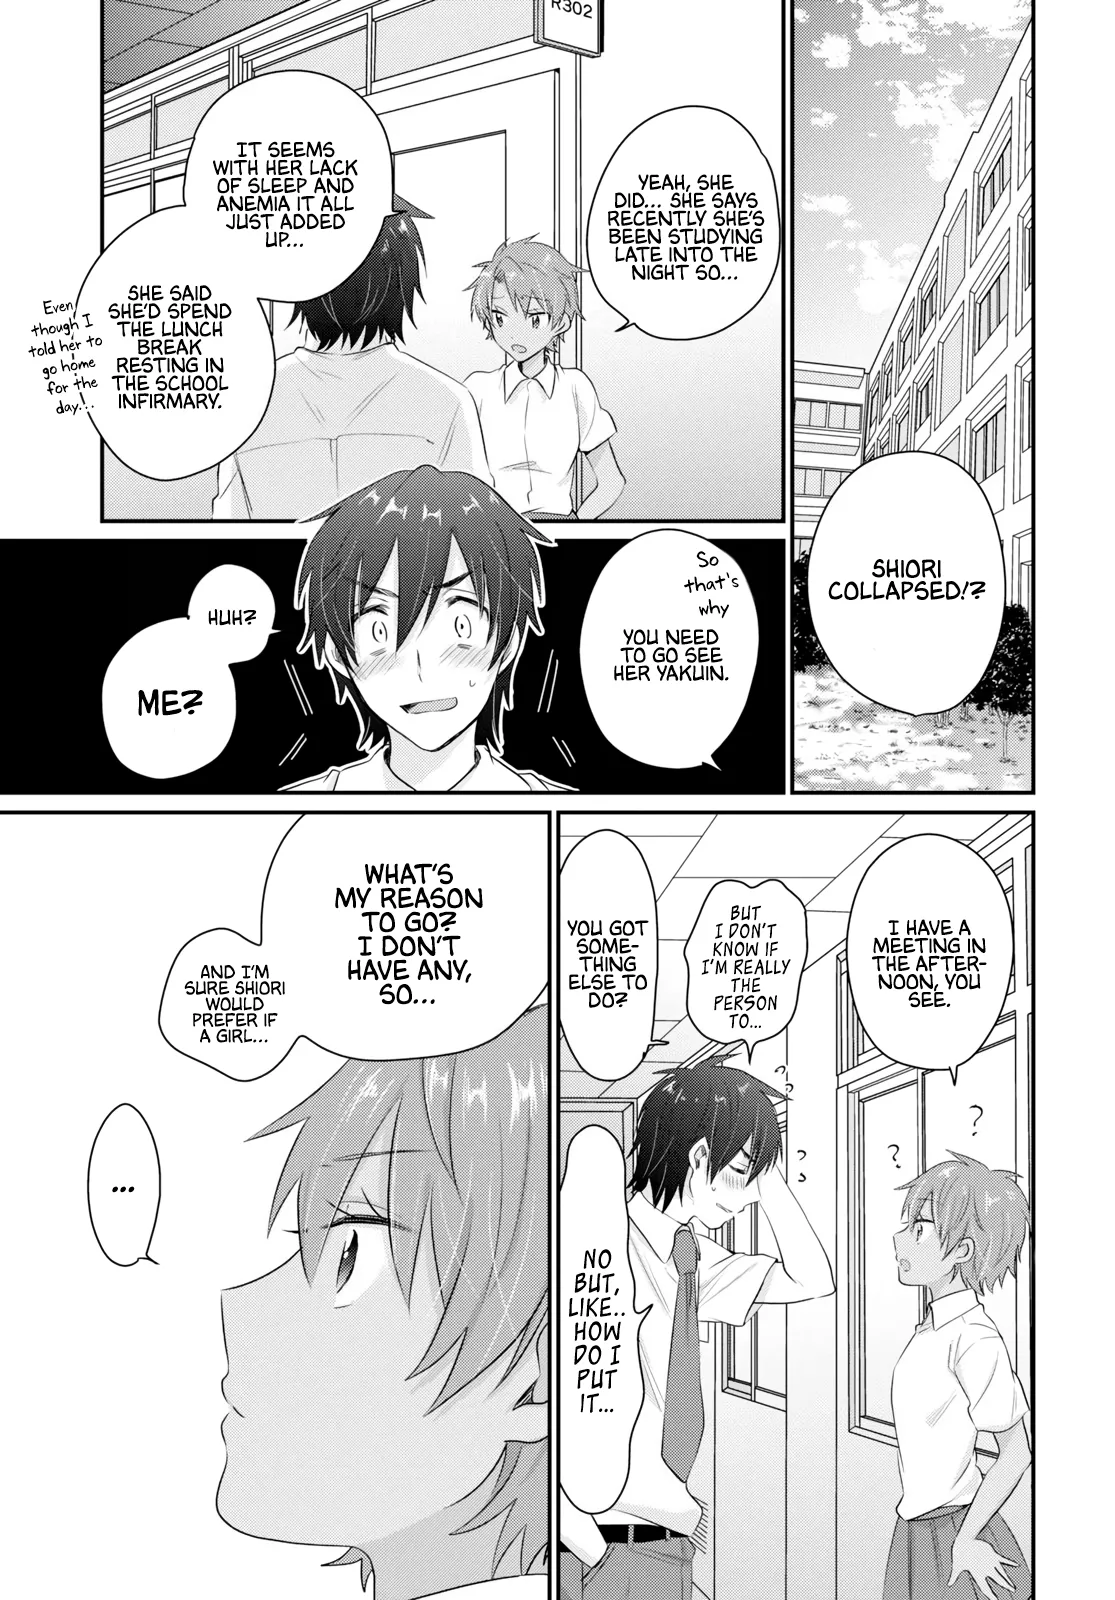 SHIORI
COLLAPSED!?
R302
YEAH, SHE
DID... SHE SAYS
RECENTLY SHE'S
BEEN STUDYING
LATE INTO THE
NIGHT SO...
IT SEEMS
WITH HER LACK
OF SLEEP AND
ANEMIA IT ALL
JUST ADDED
UP...
SHE SAID
SHE'D SPEND
THE LUNCH
BREAK
RESTING IN
THE SCHOOL
INFIRMARY.
Even
though I
told her to
go home
for the
day...
So
that's
why
YOU NEED
TO GO SEE
HER YAKUIN.
HUH?
ME?
I HAVE A
MEETING IN
THE AFTER-
NOON, YOU
SEE.
BUT
I DON'T
KNOW IF
I'M REALLY
THE
PERSON
TO...
YOU GOT
SOME-
THING
ELSE TO
DO?
NO
BUT,
LIKE..
HOW
DO I
PUT
IT...
WHAT'S
MY REASON
TO GO?
I DON'T
HAVE ANY,
SO...
AND I'M
SURE SHIORI
WOULD
PREFER IF
A GIRL...
...